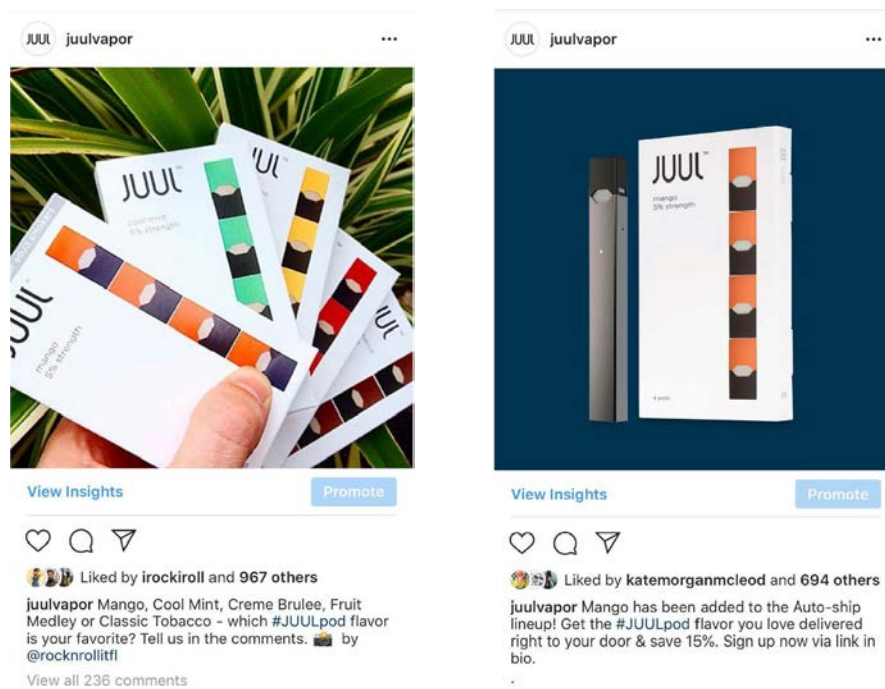 JUUL juulvapor
JUUL
cool mint
5% strength
JUUL
mango
5% strength
View Insights
Promote
Liked by irockiroll and 967 others
juulvapor Mango, Cool Mint, Creme Brulee, Fruit
Medley or Classic Tobacco - which #JUULpod flavor
is your favorite? Tell us in the comments. 📸 by
@rocknrollitfl
View all 236 comments
JUUL juulvapor
JUUL™
mango
5% strength
4 pods
View Insights
Promote
Liked by katemorganmcleod and 694 others
juulvapor Mango has been added to the Auto-ship
lineup! Get the #JUULpod flavor you love delivered
right to your door & save 15%. Sign up now via link in
bio.
.